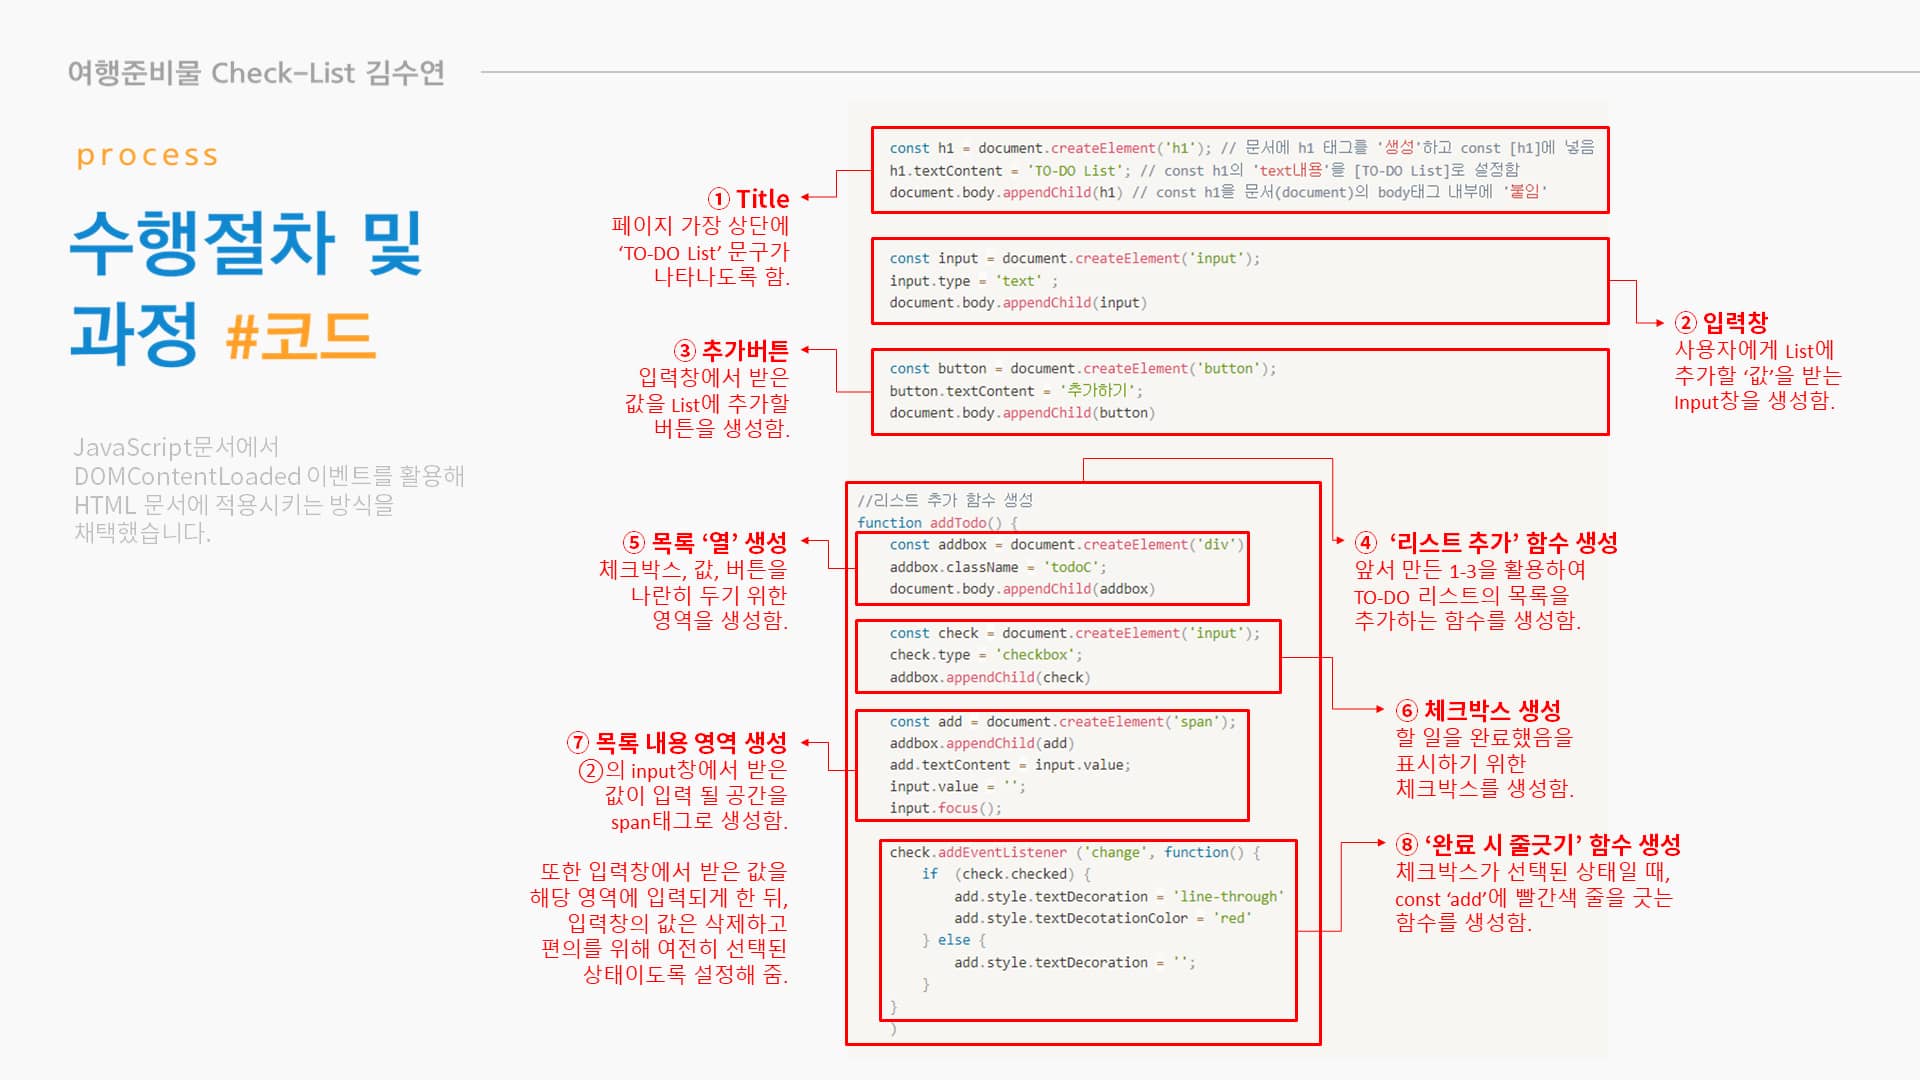 여행준비물 Check-List 김수연
process
수행절차 및
과정 #코드
JavaScript문서에서
DOMContentLoaded 이벤트를 활용해
HTML 문서에 적용시키는 방식을
채택했습니다.
const h1 = document.createElement('h1'); // 문서에 h1 태그를 '생성'하고 const [h1]에 넣음
h1.textContent = 'TO-DO List'; // const h1의 'text내용'을 [TO-DO List]로 설정함
document.body.appendChild(h1) // const h1을 문서(document)의 body태그 내부에 '붙임'
① Title
페이지 가장 상단에
‘TO-DO List’ 문구가
나타나도록 함.
const input = document.createElement('input');
input.type = 'text' ;
document.body.appendChild(input)
② 입력창
사용자에게 List에
추가할 ‘값’을 받는
Input창을 생성함.
③ 추가버튼
입력창에서 받은
값을 List에 추가할
버튼을 생성함.
const button = document.createElement('button');
button.textContent = '추가하기';
document.body.appendChild(button)
//리스트 추가 함수 생성
function addTodo() {
④ ‘리스트 추가’ 함수 생성
앞서 만든 1-3을 활용하여
TO-DO 리스트의 목록을
추가하는 함수를 생성함.
⑤ 목록 ‘열’ 생성
체크박스, 값, 버튼을
나란히 두기 위한
영역을 생성함.
const addbox = document.createElement('div')
addbox.className = 'todoC';
document.body.appendChild(addbox)
const check = document.createElement('input');
check.type = 'checkbox';
addbox.appendChild(check)
⑥ 체크박스 생성
할 일을 완료했음을
표시하기 위한
체크박스를 생성함.
⑦ 목록 내용 영역 생성
②의 input창에서 받은
값이 입력 될 공간을
span태그로 생성함.
또한 입력창에서 받은 값을
해당 영역에 입력되게 한 뒤,
입력창의 값은 삭제하고
편의를 위해 여전히 선택된
상태이도록 설정해 줌.
const add = document.createElement('span');
addbox.appendChild(add)
add.textContent = input.value;
input.value = '';
input.focus();
check.addEventListener ('change', function() {
if (check.checked) {
add.style.textDecoration = 'line-through'
add.style.textDecotationColor = 'red'
} else {
add.style.textDecoration = '';
}
}
)
⑧ ‘완료 시 줄긋기’ 함수 생성
체크박스가 선택된 상태일 때,
const ‘add’에 빨간색 줄을 긋는
함수를 생성함.